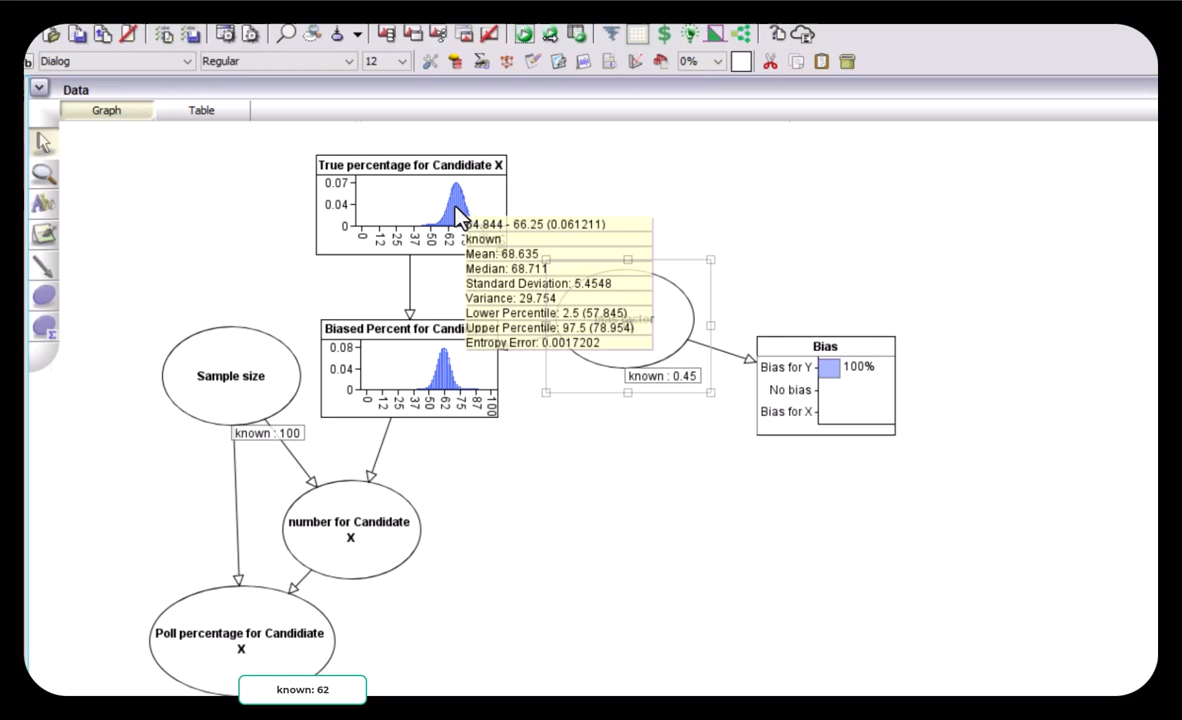 Dialog
Regular
12
0%
Data
Graph
Table
True percentage for Candidiate X
0.07
0.04
0
0 12 25 37 50 62
64.844 - 66.25 (0.061211)
known
Mean: 68.635
Median: 68.711
Standard Deviation: 5.4548
Variance: 29.754
Lower Percentile: 2.5 (57.845)
Upper Percentile: 97.5 (78.954)
Entropy Error: 0.0017202
Biased Percent for Candi
0.08
0.04
0
0 12 25 37 50 62 75 87 100
known : 0.45
Bias
Bias for Y
100%
No bias
Bias for X
Sample size
known : 100
number for Candidate
X
Poll percentage for Candidiate
X
known: 62